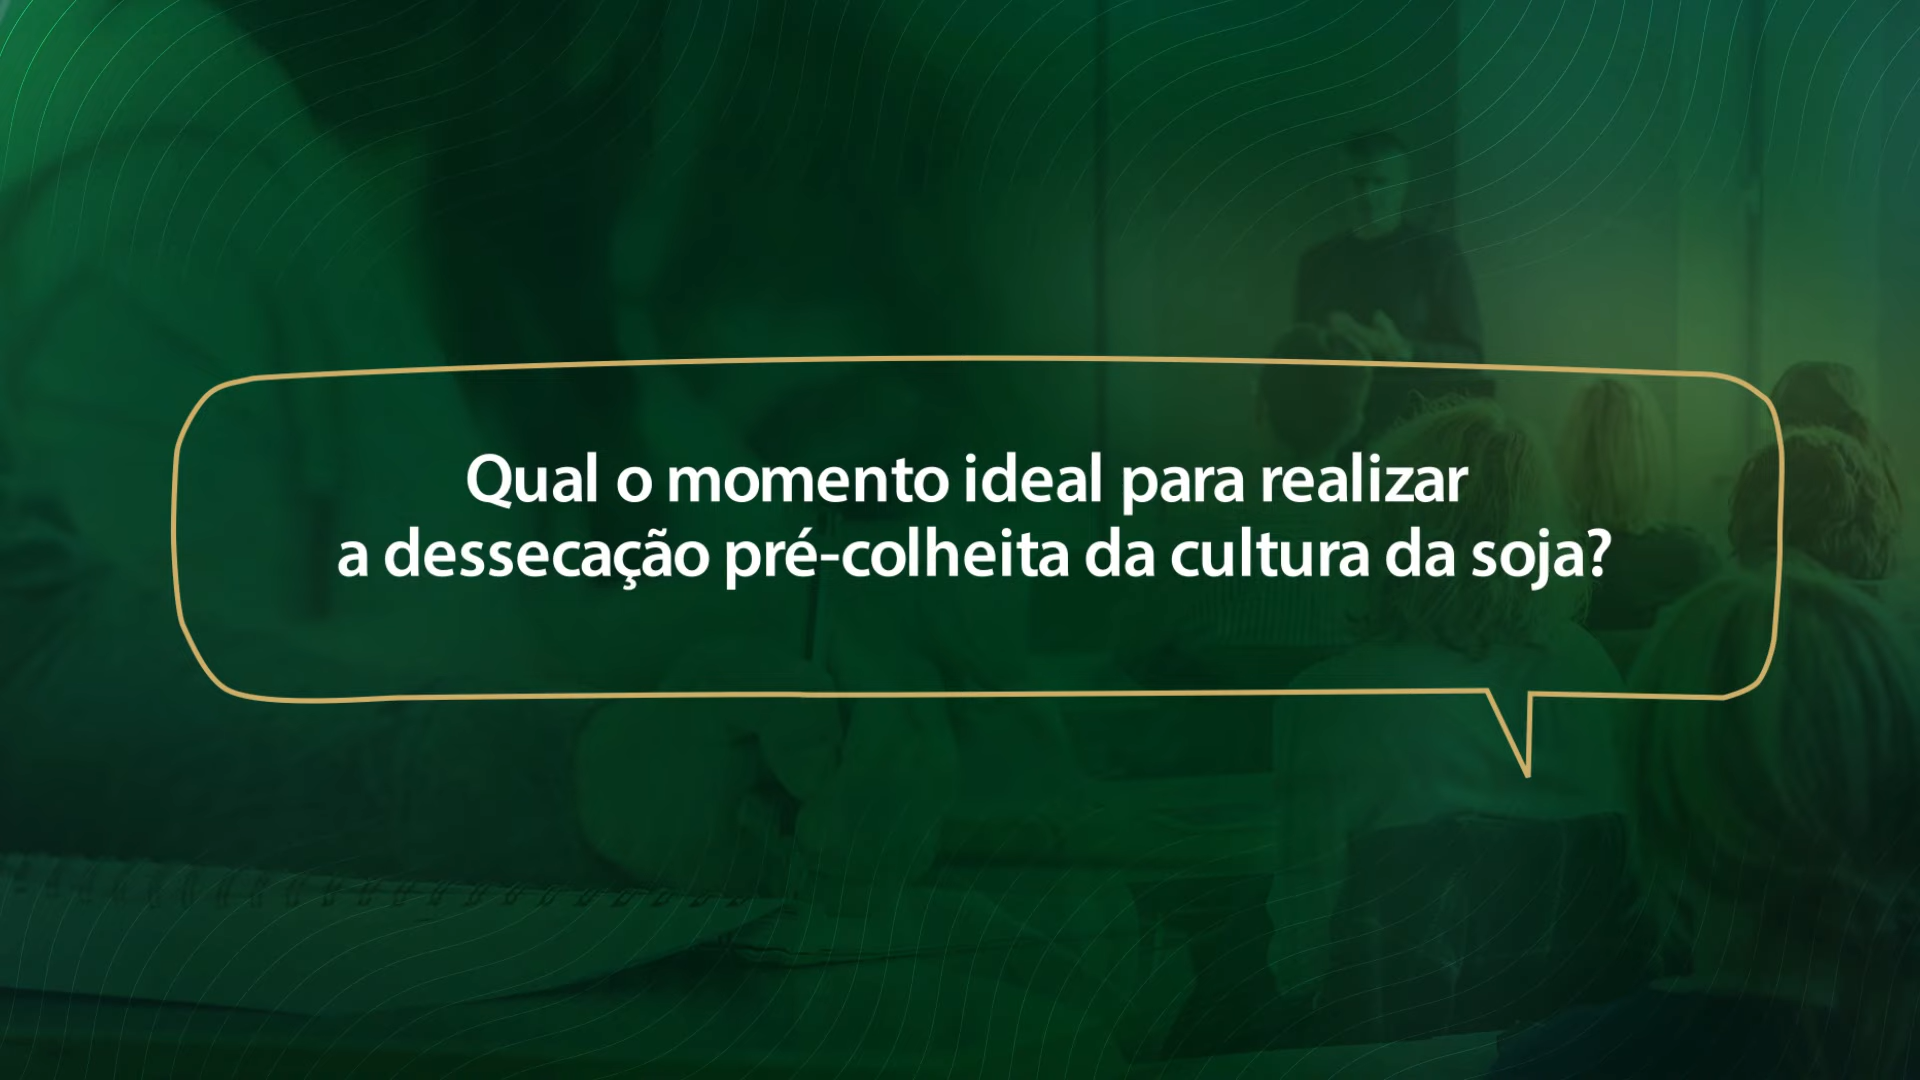 Qual o momento ideal para realizar
a dessecação pré-colheita da cultura da soja?